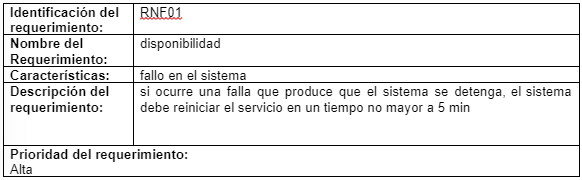 Identificación del requerimiento: RNF01
Nombre del Requerimiento: disponibilidad
Características: fallo en el sistema
Descripción del requerimiento: si ocurre una falla que produce que el sistema se detenga, el sistema
debe reiniciar el servicio en un tiempo no mayor a 5 min
Prioridad del requerimiento:
Alta